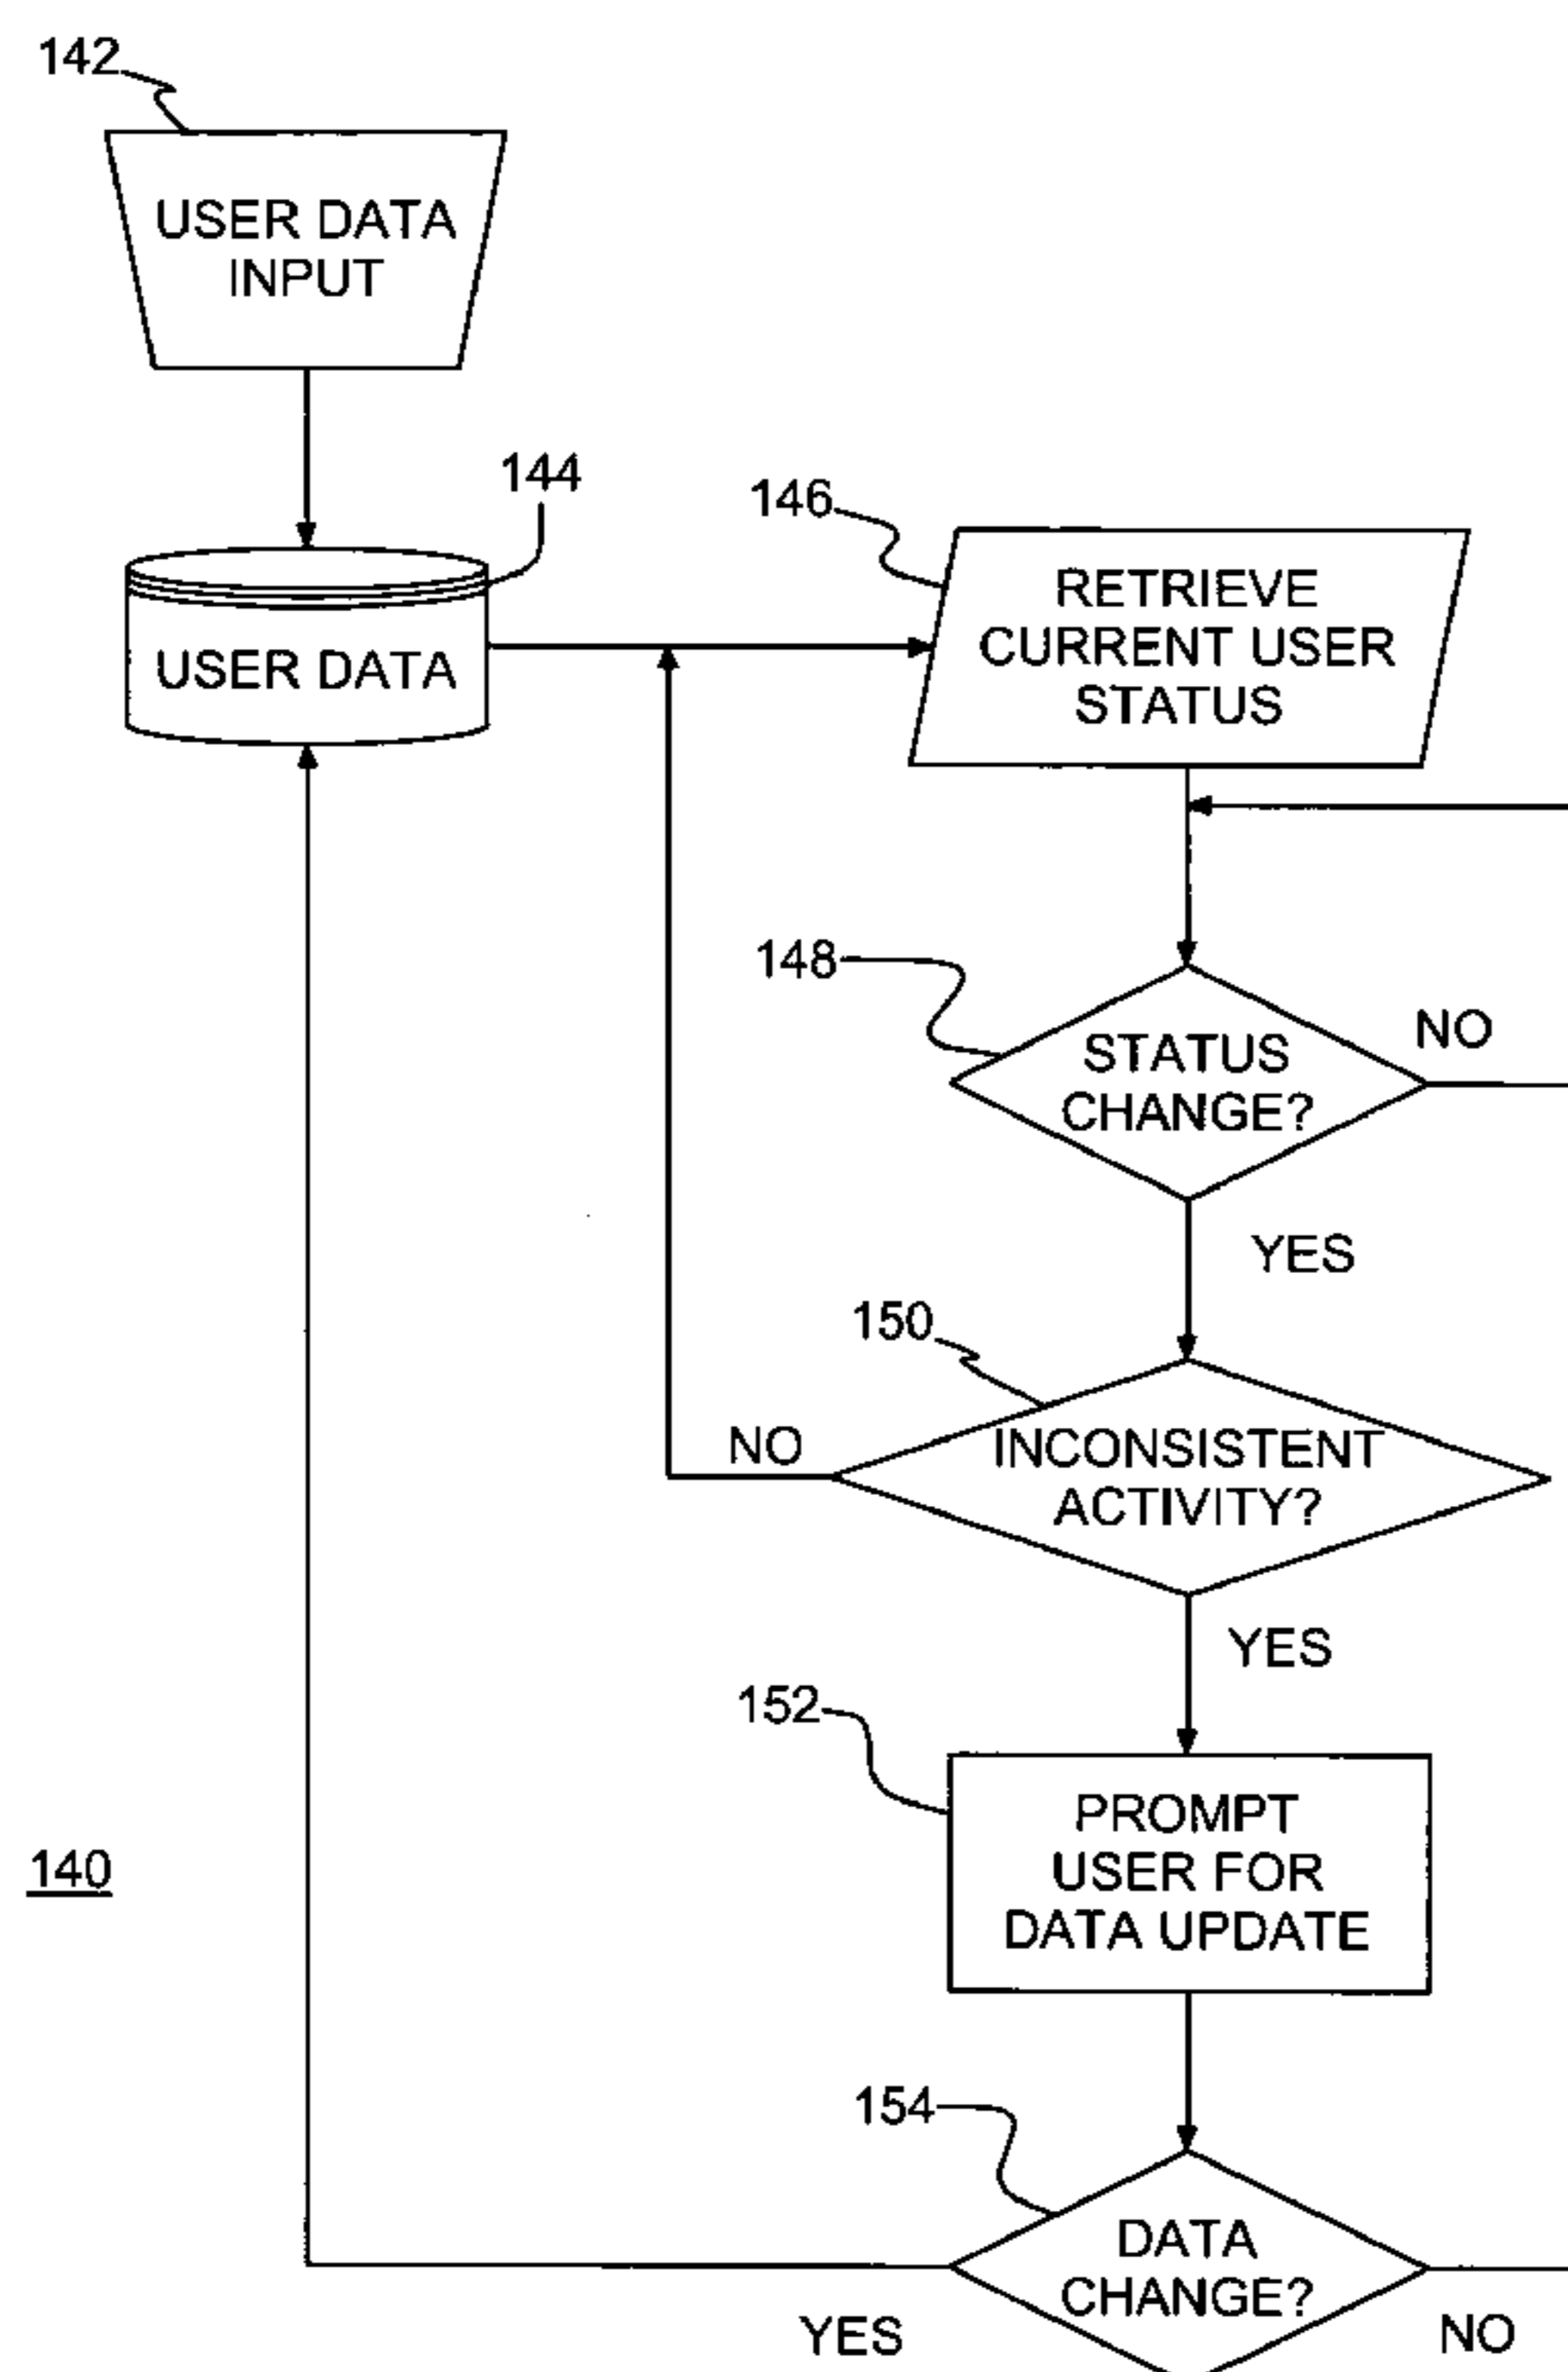 142
USER DATA
INPUT
144
USER DATA
146
RETRIEVE
CURRENT USER
STATUS
148
STATUS
CHANGE?
NO
YES
150
INCONSISTENT
ACTIVITY?
NO
YES
152
PROMPT
USER FOR
DATA UPDATE
140
154
DATA
CHANGE?
YES
NO